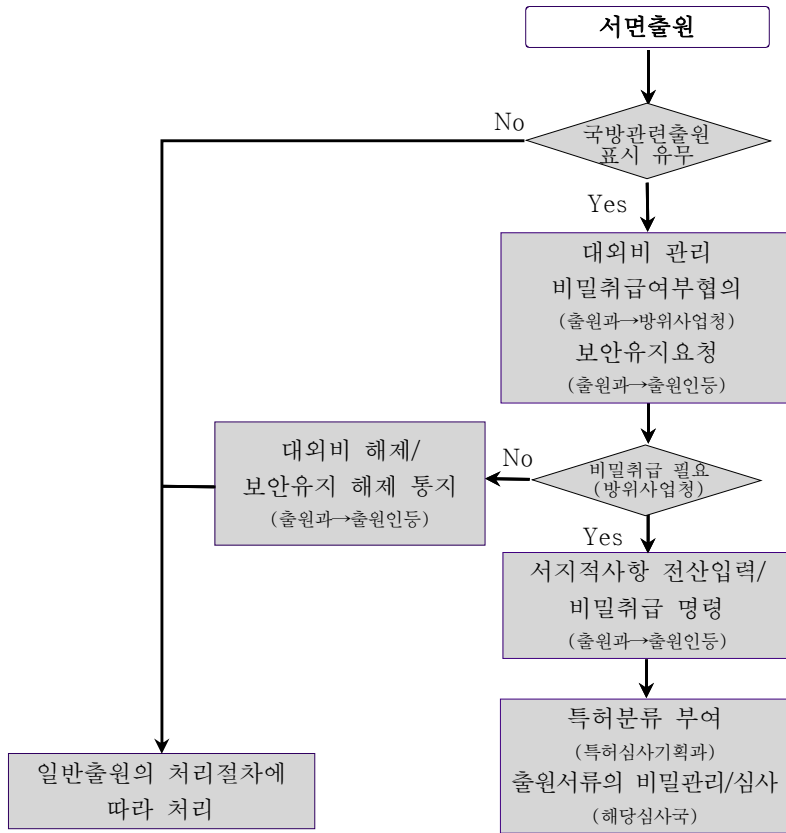 서면출원
No
국방관련출원
표시 유무
Yes
대외비 관리
비밀취급여부협의
(출원과→방위사업청)
보안유지요청
(출원과→출원인등)
대외비 해제/
보안유지 해제 통지
(출원과→출원인등)
No
비밀취급 필요
(방위사업청)
Yes
서지적사항 전산입력/
비밀취급 명령
(출원과→출원인등)
특허분류 부여
(특허심사기획과)
출원서류의 비밀관리/심사
(해당심사국)
일반출원의 처리절차에
따라 처리